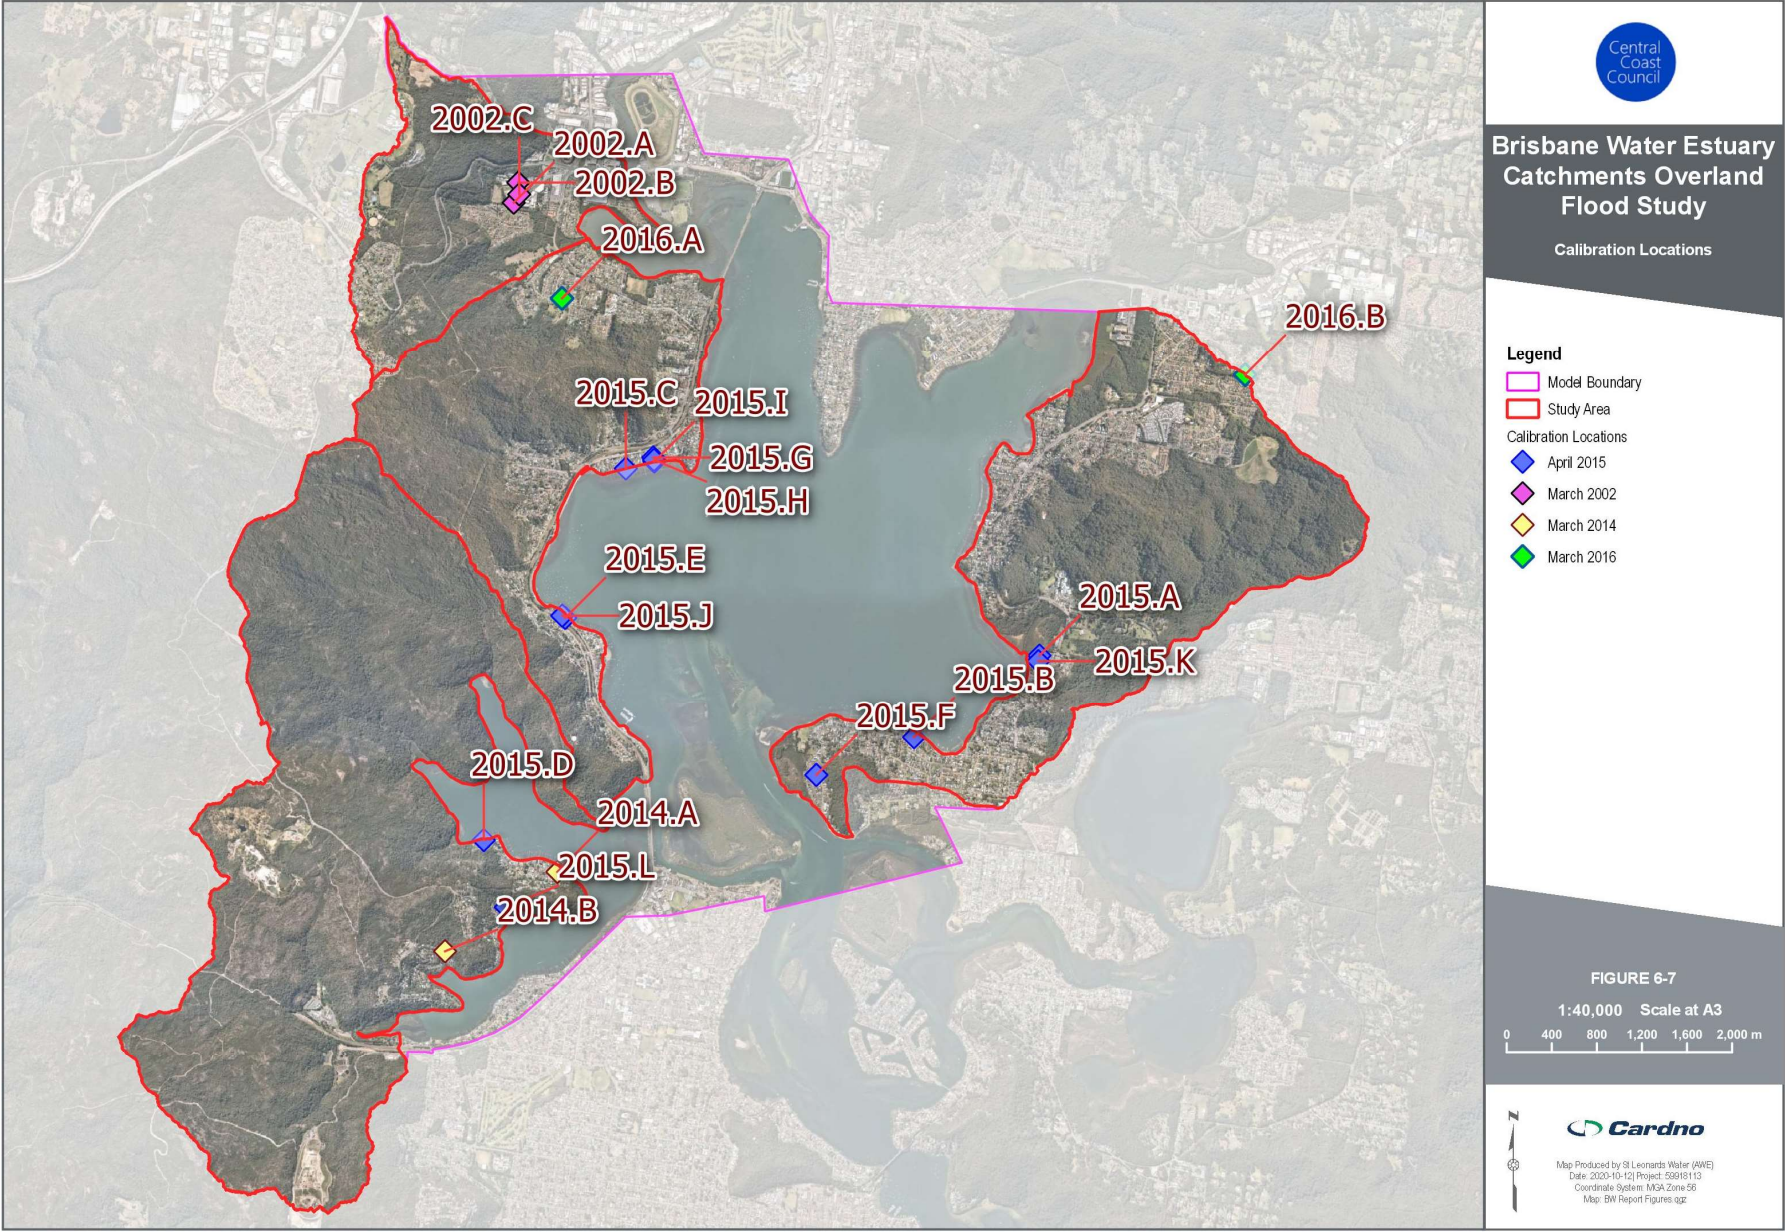 2002.C
2002.A
2002.B
2016.A
2016.B
2015.C
2015.I
2015.G
2015.H
2015.E
2015.J
2015.A
2015.K
2015.B
2015.F
2015.D
2014.A
2015.L
2014.B
Central
Coast
Council
Brisbane Water Estuary
Catchments Overland
Flood Study
Calibration Locations
Legend
Model Boundary
Study Area
Calibration Locations
April 2015
March 2002
March 2014
March 2016
FIGURE 6-7
1:40,000 Scale at A3
0 400 800 1,200 1,600 2,000 m
N
Cardno
Map Produced by St Leonards Water (AWE)
Date: 2020-10-12| Project: 59918113
Coordinate System: MGA Zone 56
Map: BW Report Figures.qgz